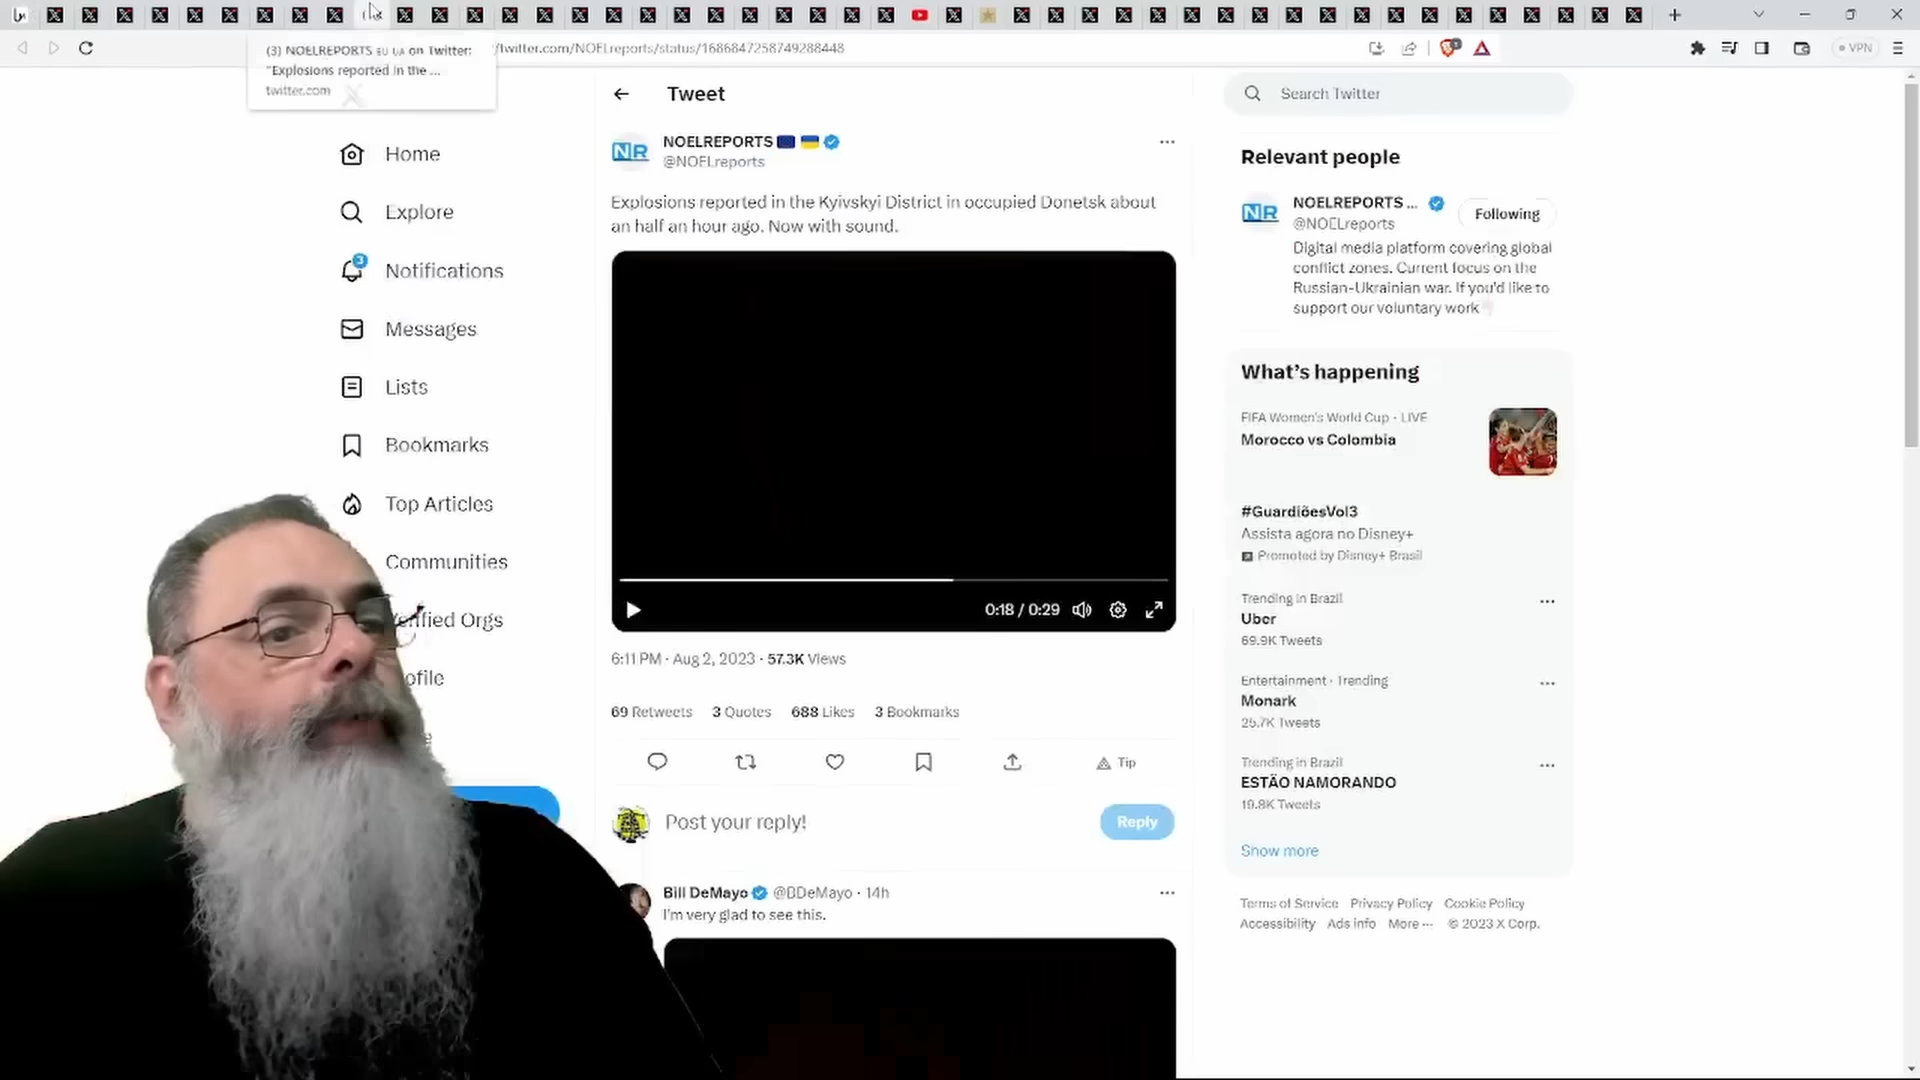 (3) NOELREPORTS EU UA on Twitter:
"Explosions reported in the ...
twitter.com
/twitter.com/NOELreports/status/1686847258749288448
VPN
Home
Explore
3
Notifications
Messages
Lists
Bookmarks
Top Articles
Communities
Verified Orgs
ofile
Tweet
NR
NOELREPORTS
@NOELreports
Explosions reported in the Kyivskyi District in occupied Donetsk about
an half an hour ago. Now with sound.
0:18 / 0:29
6:11 PM · Aug 2, 2023 · 57.3K Views
69 Retweets 3 Quotes 688 Likes 3 Bookmarks
Tip
Post your reply!
Reply
Bill DeMayo @BDeMayo · 14h
I'm very glad to see this.
Search Twitter
Relevant people
NR
NOELREPORTS ...
@NOELreports
Following
Digital media platform covering global
conflict zones. Current focus on the
Russian-Ukrainian war. If you'd like to
support our voluntary work
What's happening
FIFA Women's World Cup · LIVE
Morocco vs Colombia
#GuardiõesVol3
Assista agora no Disney+
Promoted by Disney+ Brasil
Trending in Brazil
Uber
69.9K Tweets
Entertainment · Trending
Monark
25.7K Tweets
Trending in Brazil
ESTÃO NAMORANDO
19.8K Tweets
Show more
Terms of Service Privacy Policy Cookie Policy
Accessibility Ads info More ··· © 2023 X Corp.